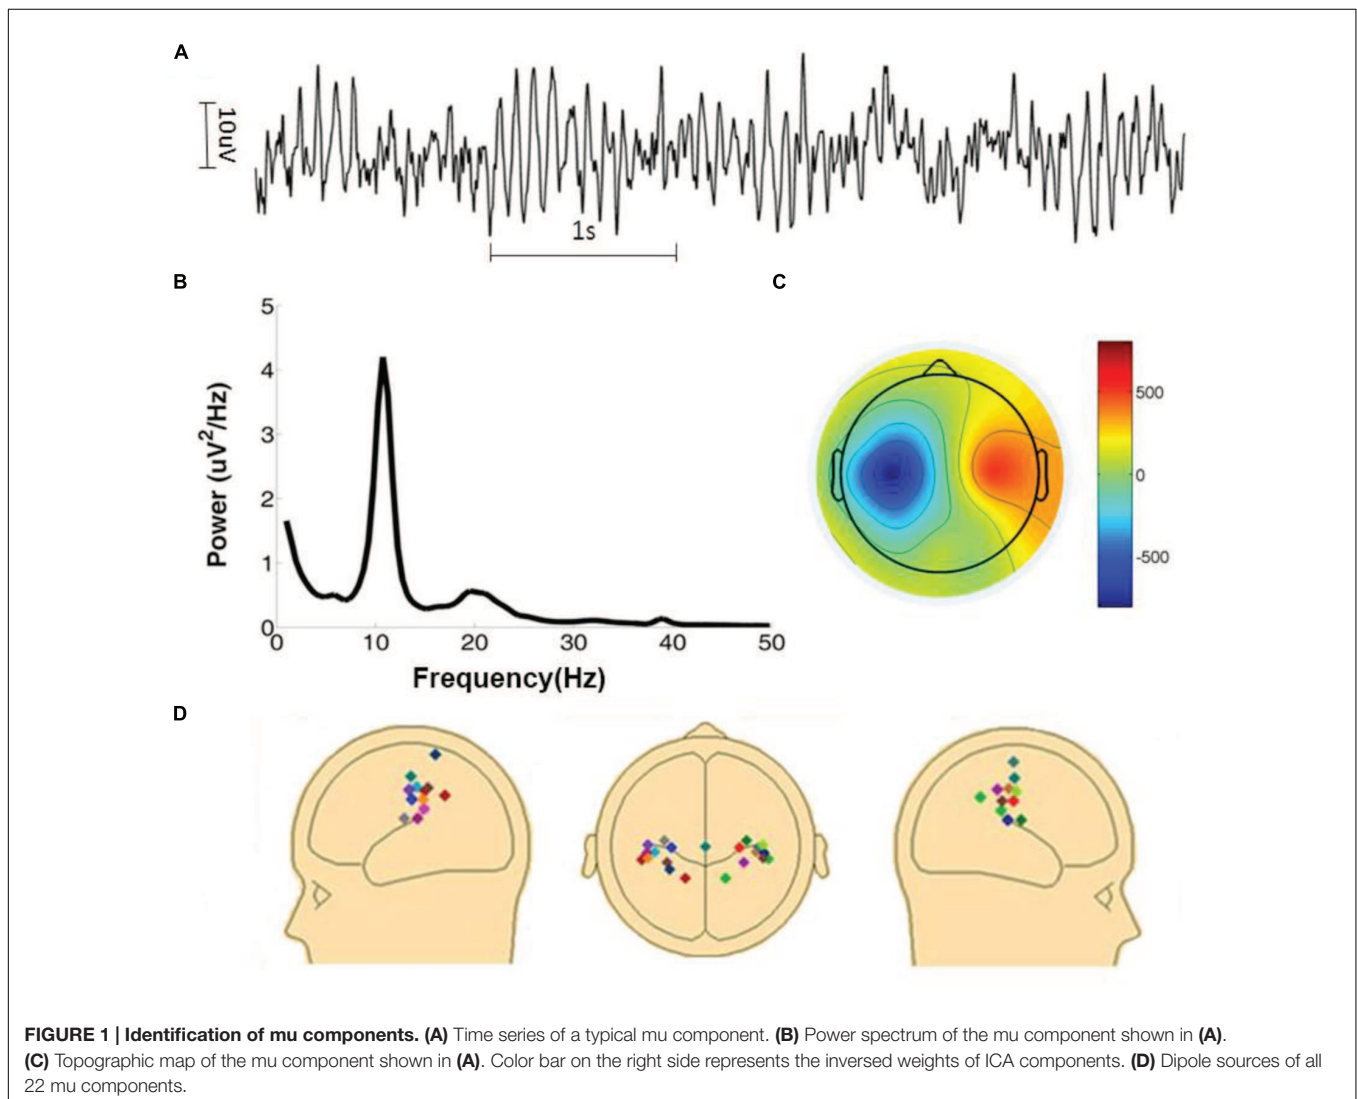 A
10uV
1s
B
C
5
4
3
2
1
0
Power (uV²/Hz)
0 10 20 30 40 50
Frequency(Hz)
500
0
-500
D
FIGURE 1 | Identification of mu components. (A) Time series of a typical mu component. (B) Power spectrum of the mu component shown in (A).
(C) Topographic map of the mu component shown in (A). Color bar on the right side represents the inversed weights of ICA components. (D) Dipole sources of all
22 mu components.